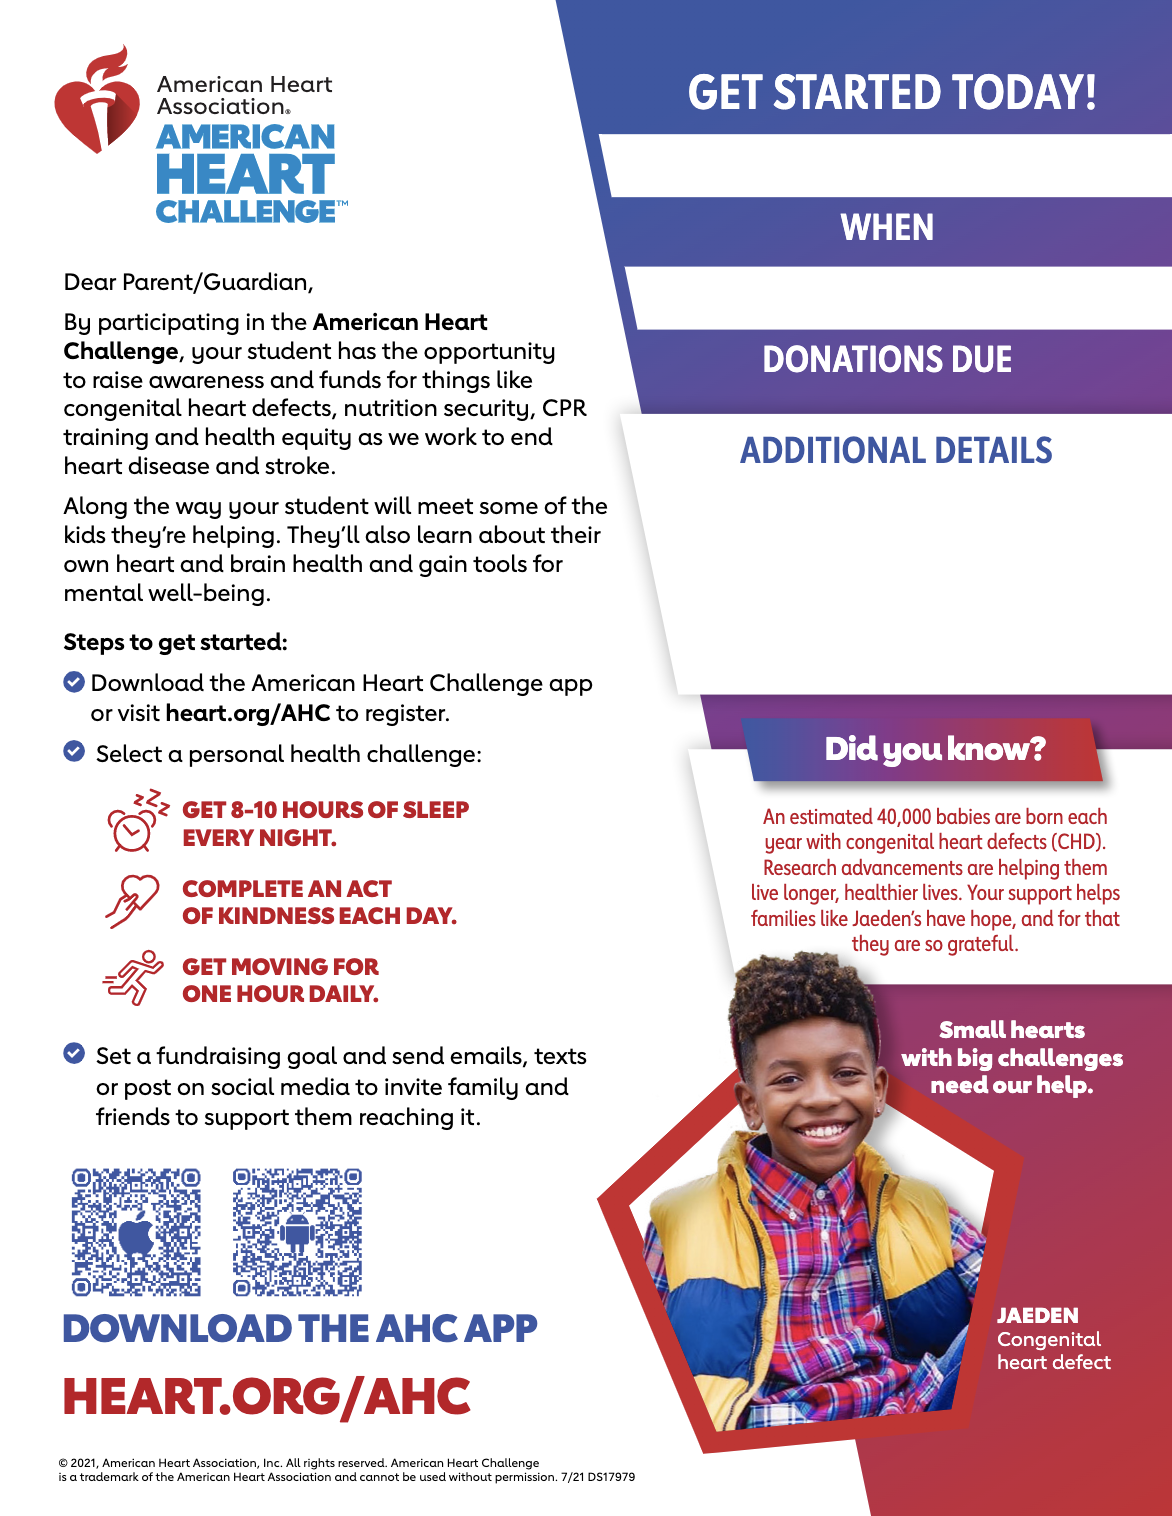 American Heart
Association®
AMERICAN
HEART
CHALLENGE™
Dear Parent/Guardian,
By participating in the American Heart
Challenge, your student has the opportunity
to raise awareness and funds for things like
congenital heart defects, nutrition security, CPR
training and health equity as we work to end
heart disease and stroke.
Along the way your student will meet some of the
kids they’re helping. They’ll also learn about their
own heart and brain health and gain tools for
mental well-being.
Steps to get started:
Download the American Heart Challenge app
or visit heart.org/AHC to register.
Select a personal health challenge:
zzzz
GET 8-10 HOURS OF SLEEP
EVERY NIGHT.
COMPLETE AN ACT
OF KINDNESS EACH DAY.
GET MOVING FOR
ONE HOUR DAILY.
Set a fundraising goal and send emails, texts
or post on social media to invite family and
friends to support them reaching it.
DOWNLOAD THE AHC APP
HEART.ORG/AHC
© 2021, American Heart Association, Inc. All rights reserved. American Heart Challenge
is a trademark of the American Heart Association and cannot be used without permission. 7/21 DS17979
GET STARTED TODAY!
WHEN
DONATIONS DUE
ADDITIONAL DETAILS
Did you know?
An estimated 40,000 babies are born each
year with congenital heart defects (CHD).
Research advancements are helping them
live longer, healthier lives. Your support helps
families like Jaeden’s have hope, and for that
they are so grateful.
Small hearts
with big challenges
need our help.
JAEDEN
Congenital
heart defect